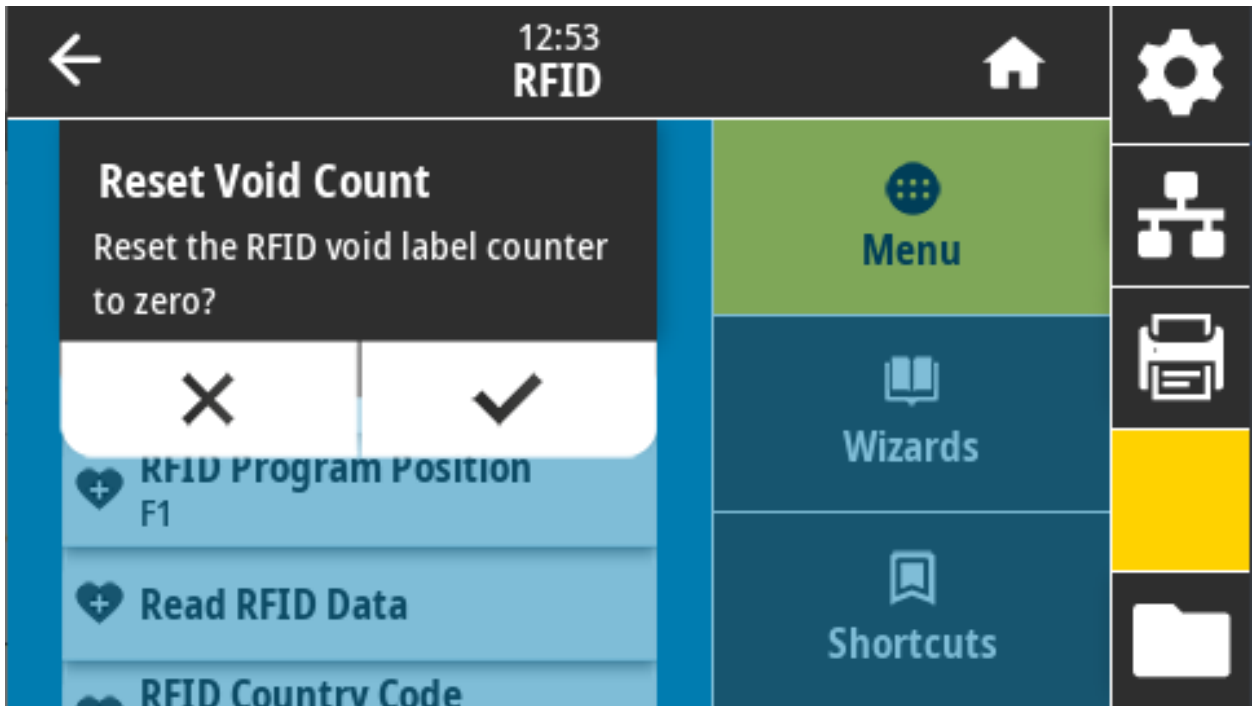 12:53
RFID
Reset Void Count
Reset the RFID void label counter
to zero?
RFID Program Position
F1
Read RFID Data
RFID Country Code
Menu
Wizards
Shortcuts